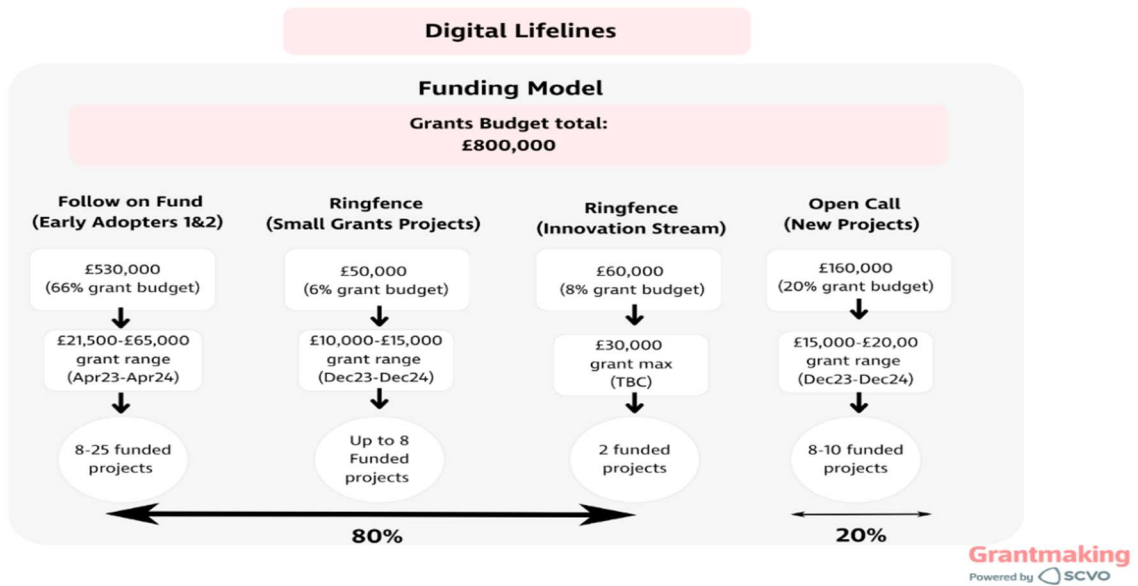 Digital Lifelines
Funding Model
Grants Budget total:
£800,000
Follow on Fund
(Early Adopters 1&2)
£530,000
(66% grant budget)
£21,500-£65,000
grant range
(Apr23-Apr24)
8-25 funded
projects
Ringfence
(Small Grants Projects)
£50,000
(6% grant budget)
£10,000-£15,000
grant range
(Dec23-Dec24)
Up to 8
Funded
projects
Ringfence
(Innovation Stream)
£60,000
(8% grant budget)
£30,000
grant max
(TBC)
2 funded
projects
Open Call
(New Projects)
£160,000
(20% grant budget)
£15,000-£20,00
grant range
(Dec23-Dec24)
8-10 funded
projects
80%
20%
Grantmaking
Powered by SCVO